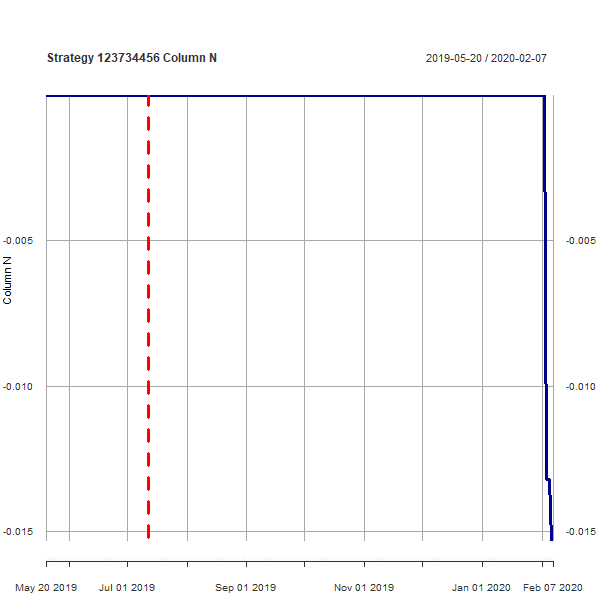 Strategy 123734456 Column N
2019-05-20 / 2020-02-07
-0.005
-0.005
Column N
-0.010
-0.010
-0.015
-0.015
May 20 2019
Jul 01 2019
Sep 01 2019
Nov 01 2019
Jan 01 2020
Feb 07 2020